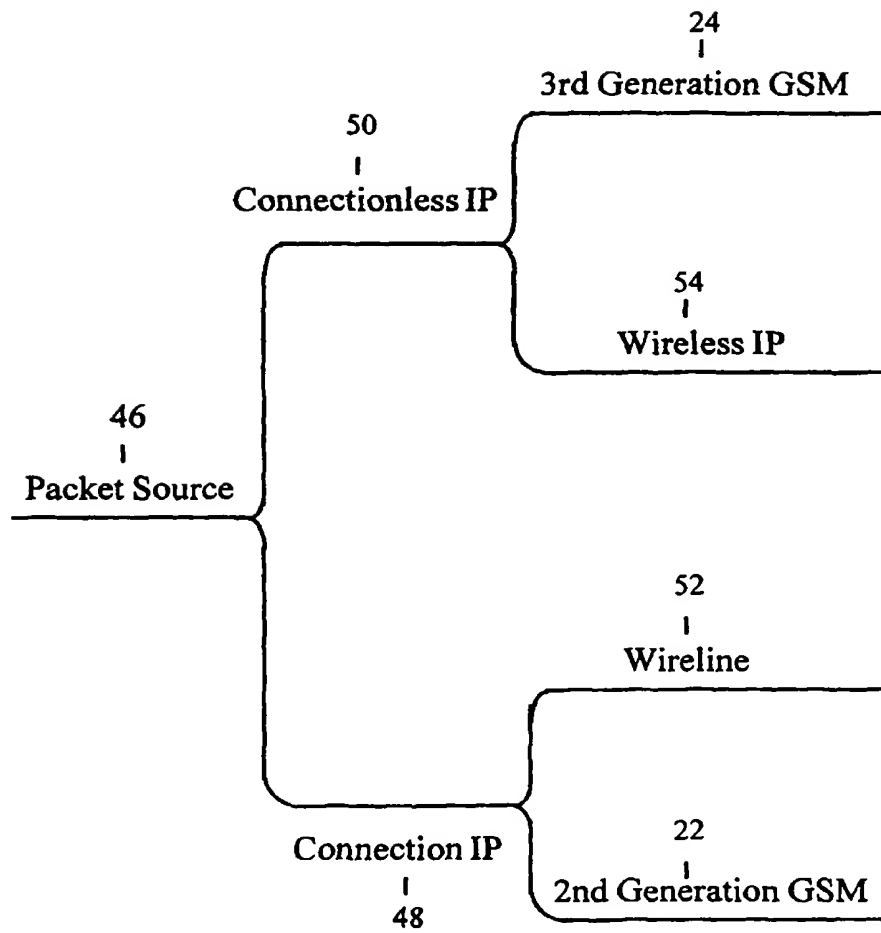 24
3rd Generation GSM
50
Connectionless IP
54
Wireless IP
46
Packet Source
52
Wireline
Connection IP
48
22
2nd Generation GSM